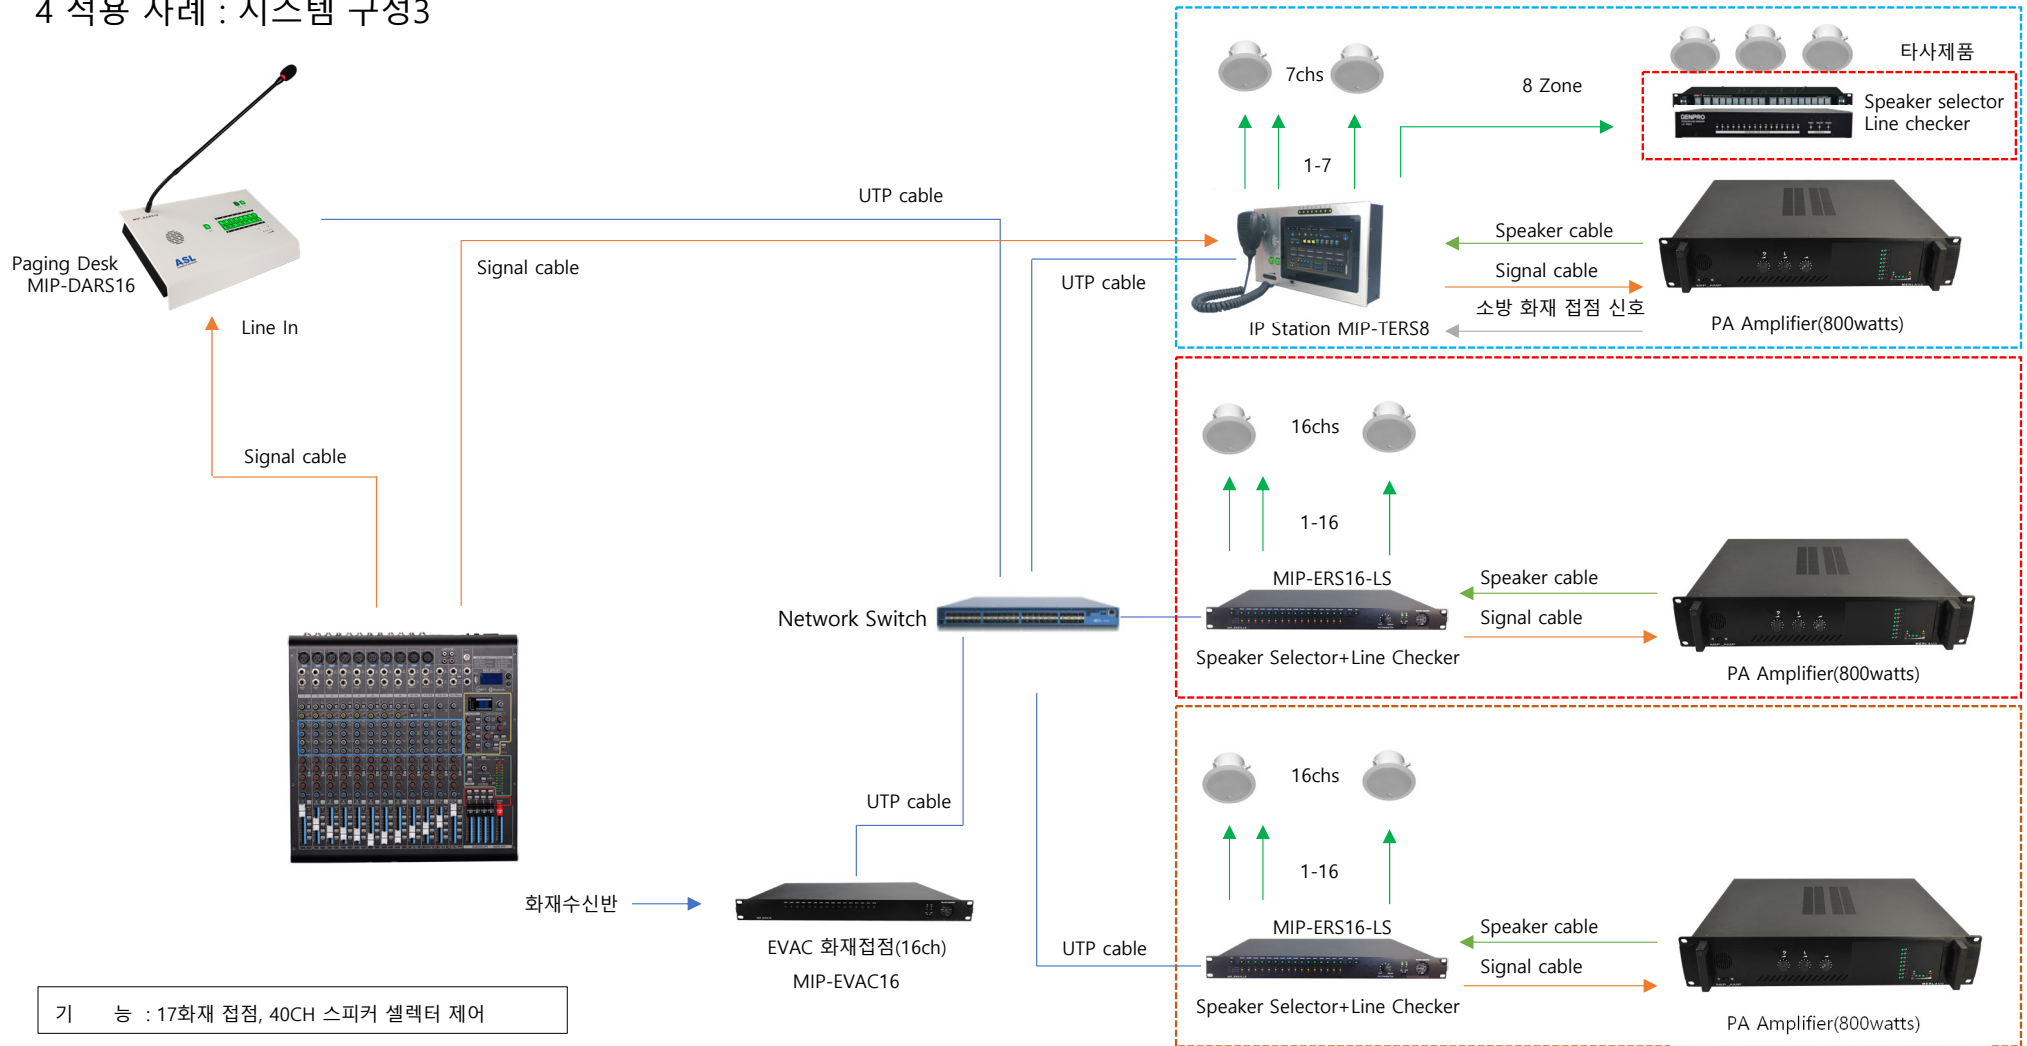 4 적용 사례 : 시스템 구성3
타사제품
7chs
8 Zone
Speaker selector
Line checker
GENPRO
1-7
UTP cable
Speaker cable
Signal cable
Signal cable
Paging Desk
MIP-DARS16
ASL
UTP cable
소방 화재 접점 신호
Line In
IP Station MIP-TERS8
PA Amplifier(800watts)
16chs
Signal cable
1-16
MIP-ERS16-LS
Speaker cable
Signal cable
Network Switch
Speaker Selector+Line Checker
PA Amplifier(800watts)
16chs
UTP cable
1-16
화재수신반
MIP-ERS16-LS
Speaker cable
EVAC 화재접점(16ch)
UTP cable
Signal cable
MIP-EVAC16
Speaker Selector+Line Checker
기 능 : 17화재 접점, 40CH 스피커 셀렉터 제어
PA Amplifier(800watts)